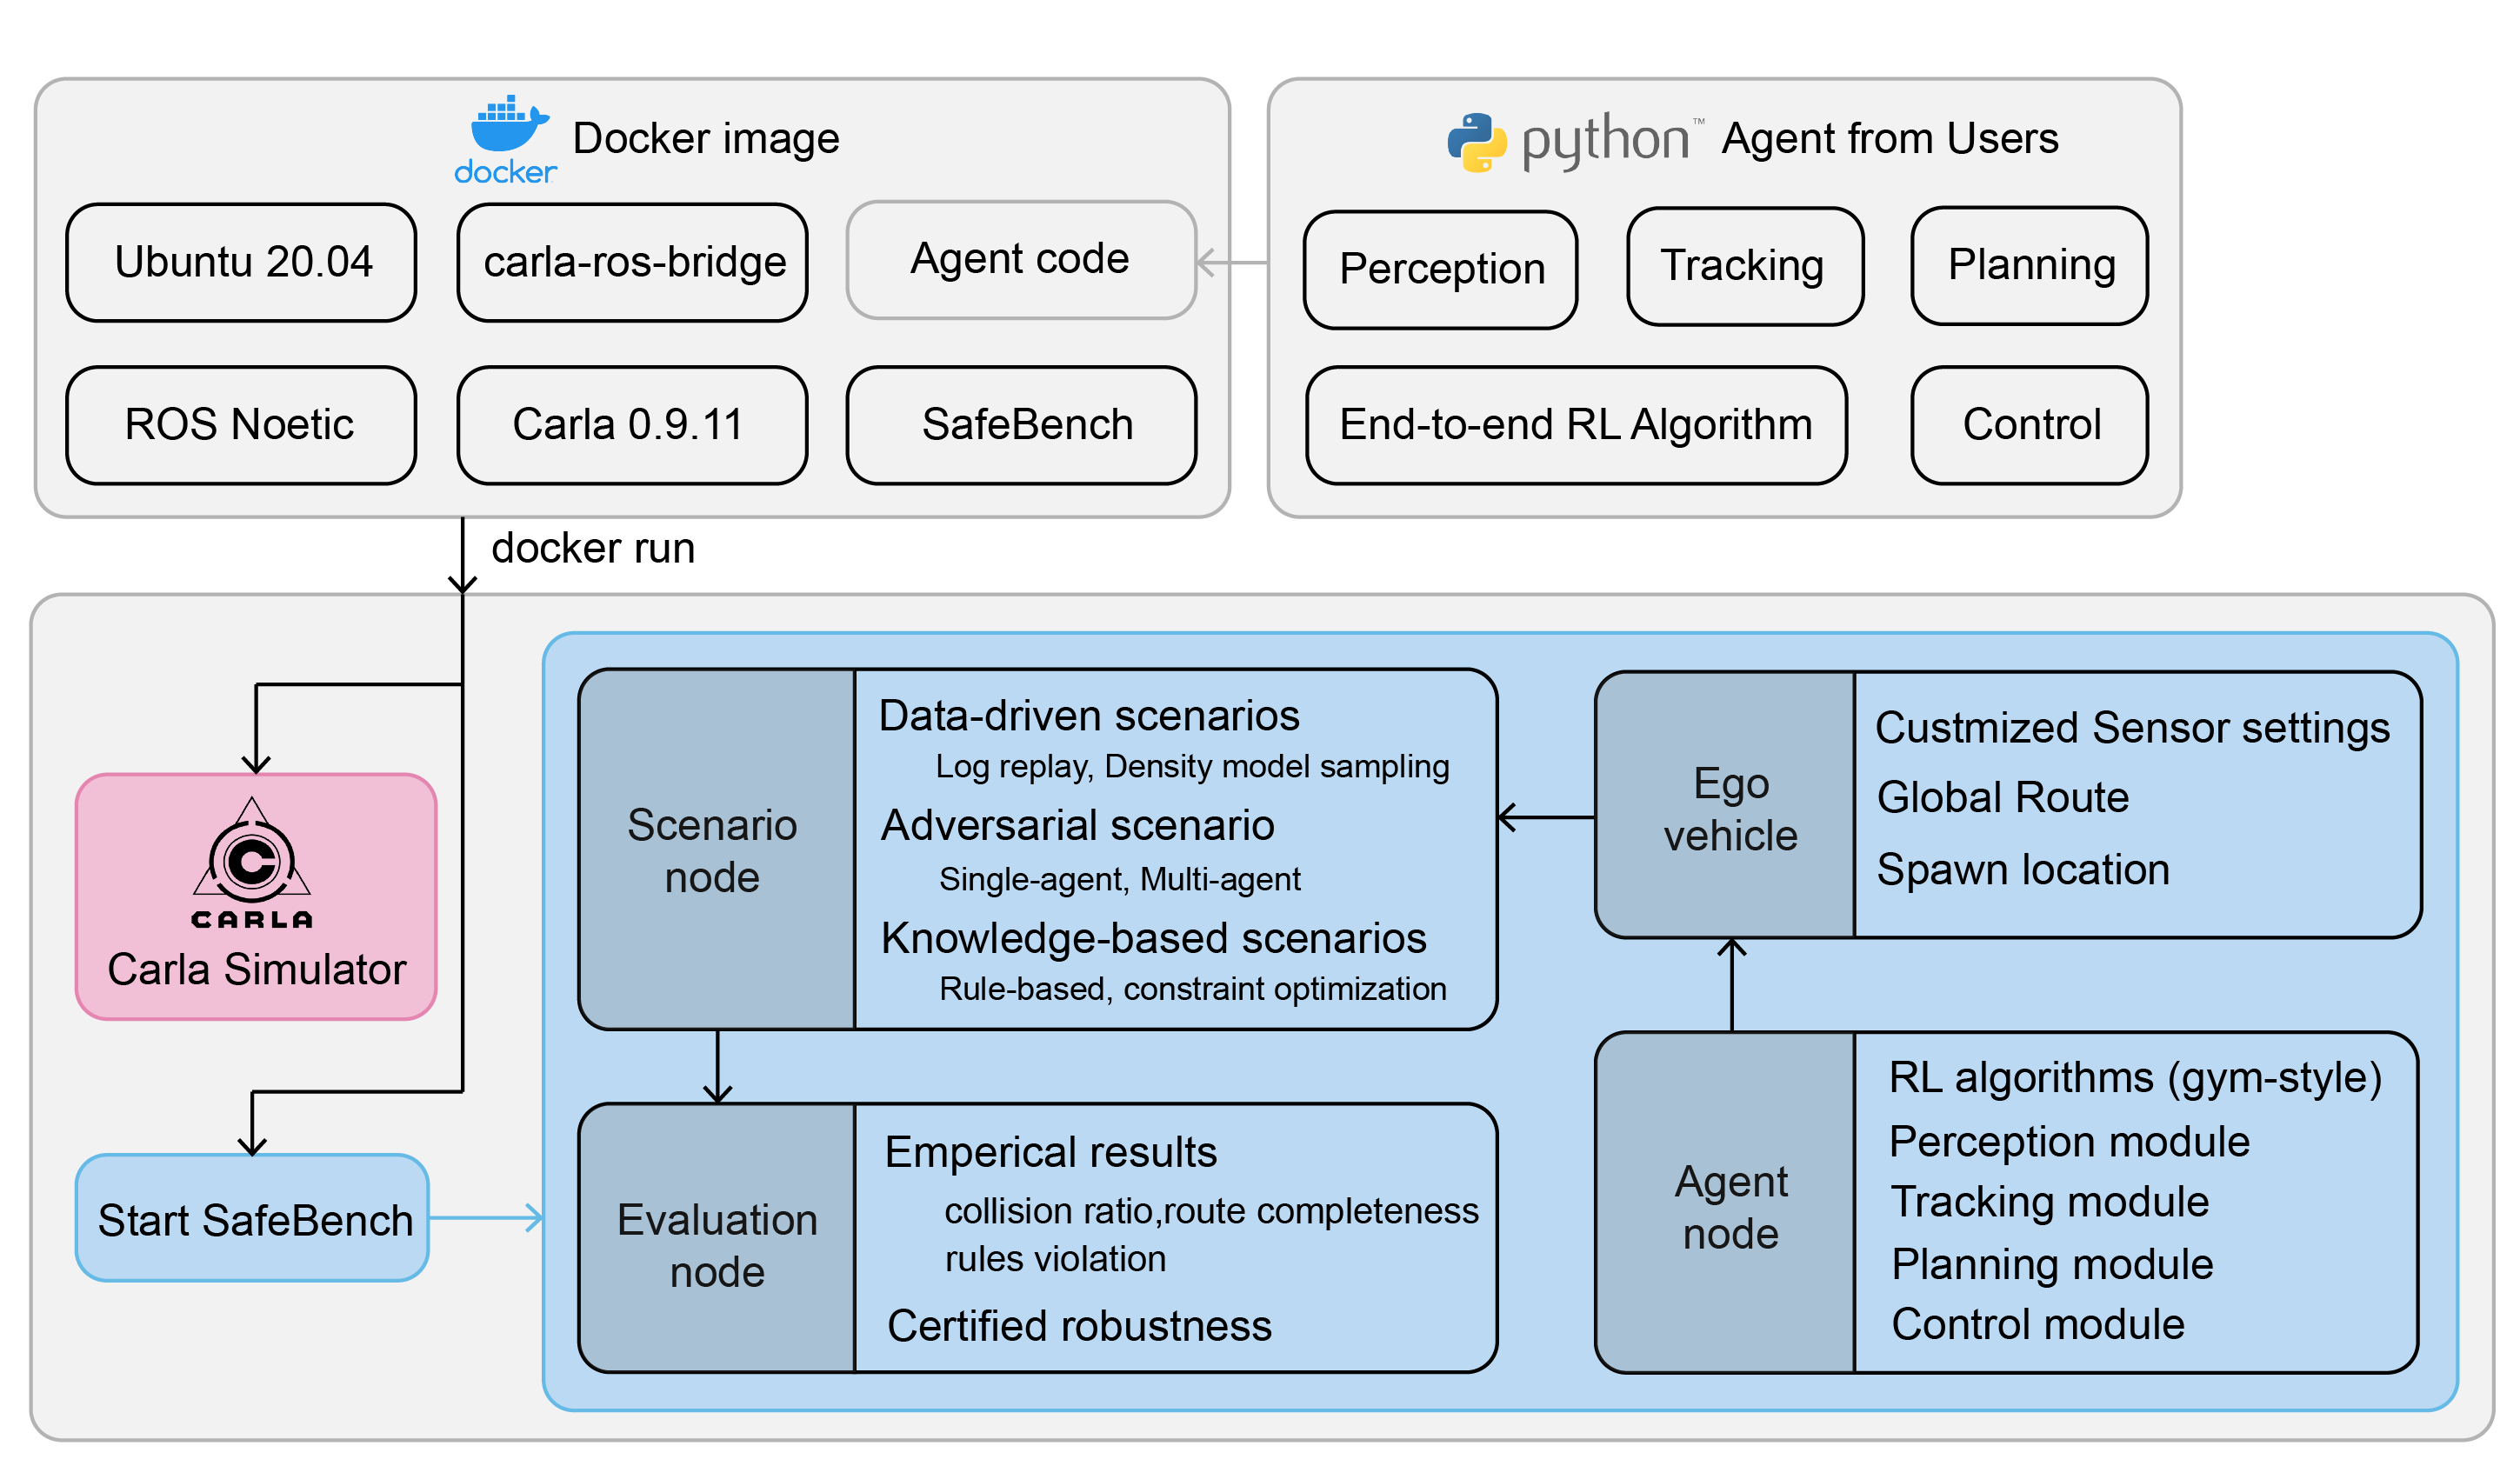 docker
Docker image
Ubuntu 20.04
carla-ros-bridge
Agent code
ROS Noetic
Carla 0.9.11
SafeBench
python™
Agent from Users
Perception
Tracking
Planning
End-to-end RL Algorithm
Control
docker run
CARLA
Carla Simulator
Start SafeBench
Scenario
node
Data-driven scenarios
Log replay, Density model sampling
Adversarial scenario
Single-agent, Multi-agent
Knowledge-based scenarios
Rule-based, constraint optimization
Ego
vehicle
Custmized Sensor settings
Global Route
Spawn location
Evaluation
node
Emperical results
collision ratio,route completeness
rules violation
Certified robustness
Agent
node
RL algorithms (gym-style)
Perception module
Tracking module
Planning module
Control module